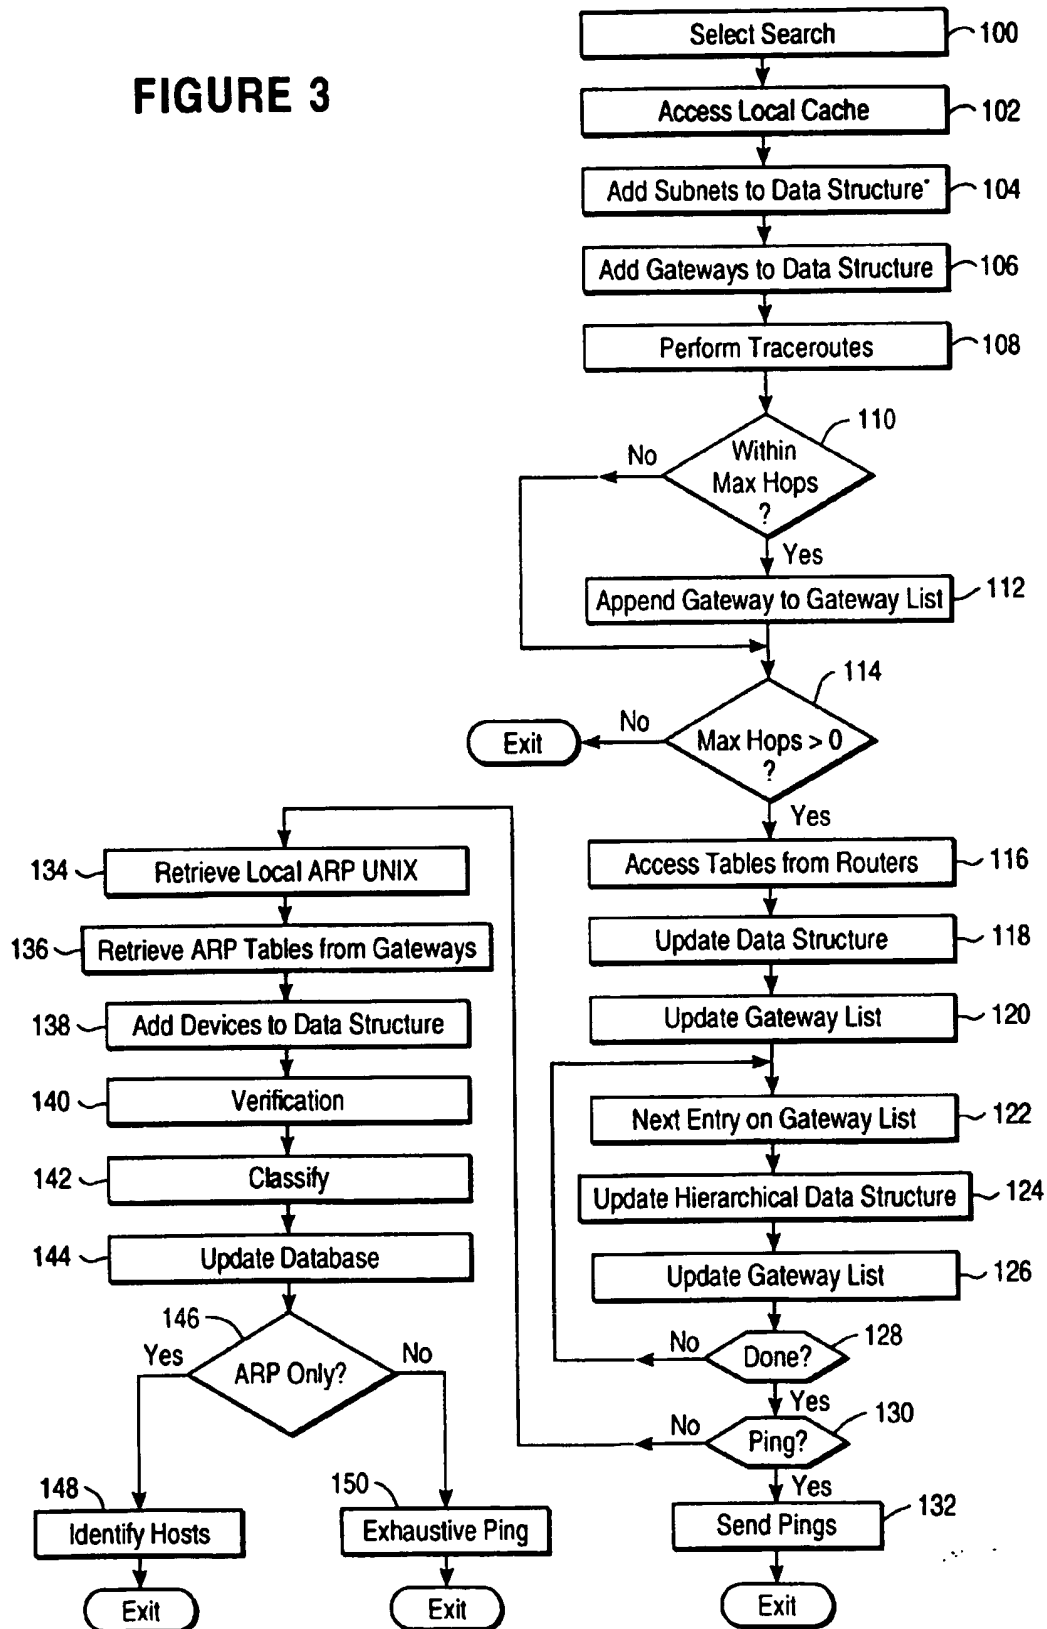 FIGURE 3
Select Search
100
Access Local Cache
102
Add Subnets to Data Structure
104
Add Gateways to Data Structure
106
Perform Traceroutes
108
110
Within
Max Hops
?
No
Yes
Append Gateway to Gateway List
112
114
Max Hops > 0
?
No
Exit
Yes
Access Tables from Routers
116
Update Data Structure
118
Update Gateway List
120
Next Entry on Gateway List
122
Update Hierarchical Data Structure
124
Update Gateway List
126
No
Done?
128
Yes
No
Ping?
130
Yes
Send Pings
132
Exit
134
Retrieve Local ARP UNIX
136
Retrieve ARP Tables from Gateways
138
Add Devices to Data Structure
140
Verification
142
Classify
144
Update Database
146
Yes
ARP Only?
No
148
Identify Hosts
Exit
150
Exhaustive Ping
Exit